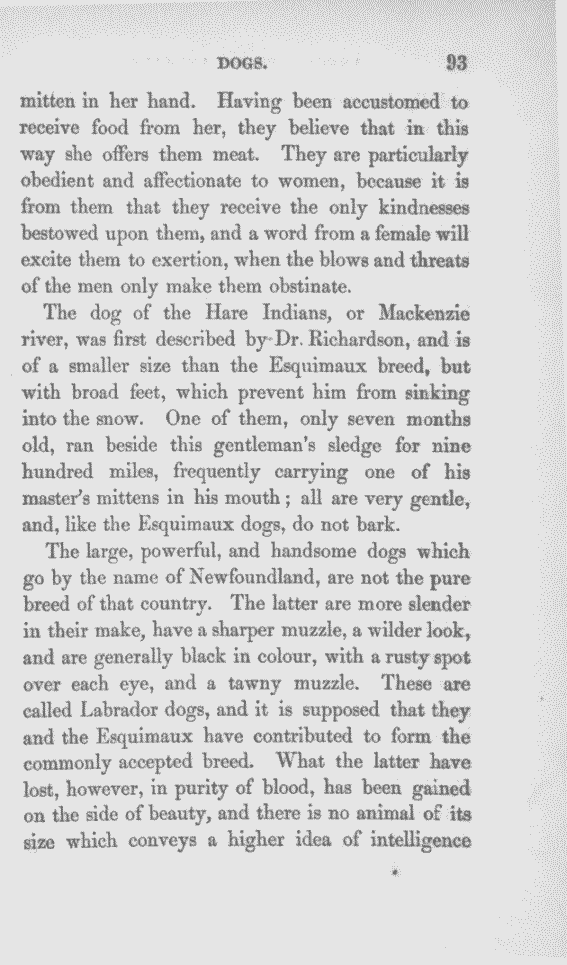 DOGS. 93
mitten in her hand. Having been accustomed to
receive food from her, they believe that in this
way she offers them meat. They are particularly
obedient and affectionate to women, because it is
from them that they receive the only kindnesses
bestowed upon them, and a word from a female will
excite them to exertion, when the blows and threats
of the men only make them obstinate.
The dog of the Hare Indians, or Mackenzie
river, was first described by Dr. Richardson, and is
of a smaller size than the Esquimaux breed, but
with broad feet, which prevent him from sinking
into the snow. One of them, only seven months
old, ran beside this gentleman's sledge for nine
hundred miles, frequently carrying one of his
master's mittens in his mouth; all are very gentle,
and, like the Esquimaux dogs, do not bark.
The large, powerful, and handsome dogs which
go by the name of Newfoundland, are not the pure
breed of that country. The latter are more slender
in their make, have a sharper muzzle, a wilder look,
and are generally black in colour, with a rusty spot
over each eye, and a tawny muzzle. These are
called Labrador dogs, and it is supposed that they
and the Esquimaux have contributed to form the
commonly accepted breed. What the latter have
lost, however, in purity of blood, has been gained
on the side of beauty, and there is no animal of its
size which conveys a higher idea of intelligence